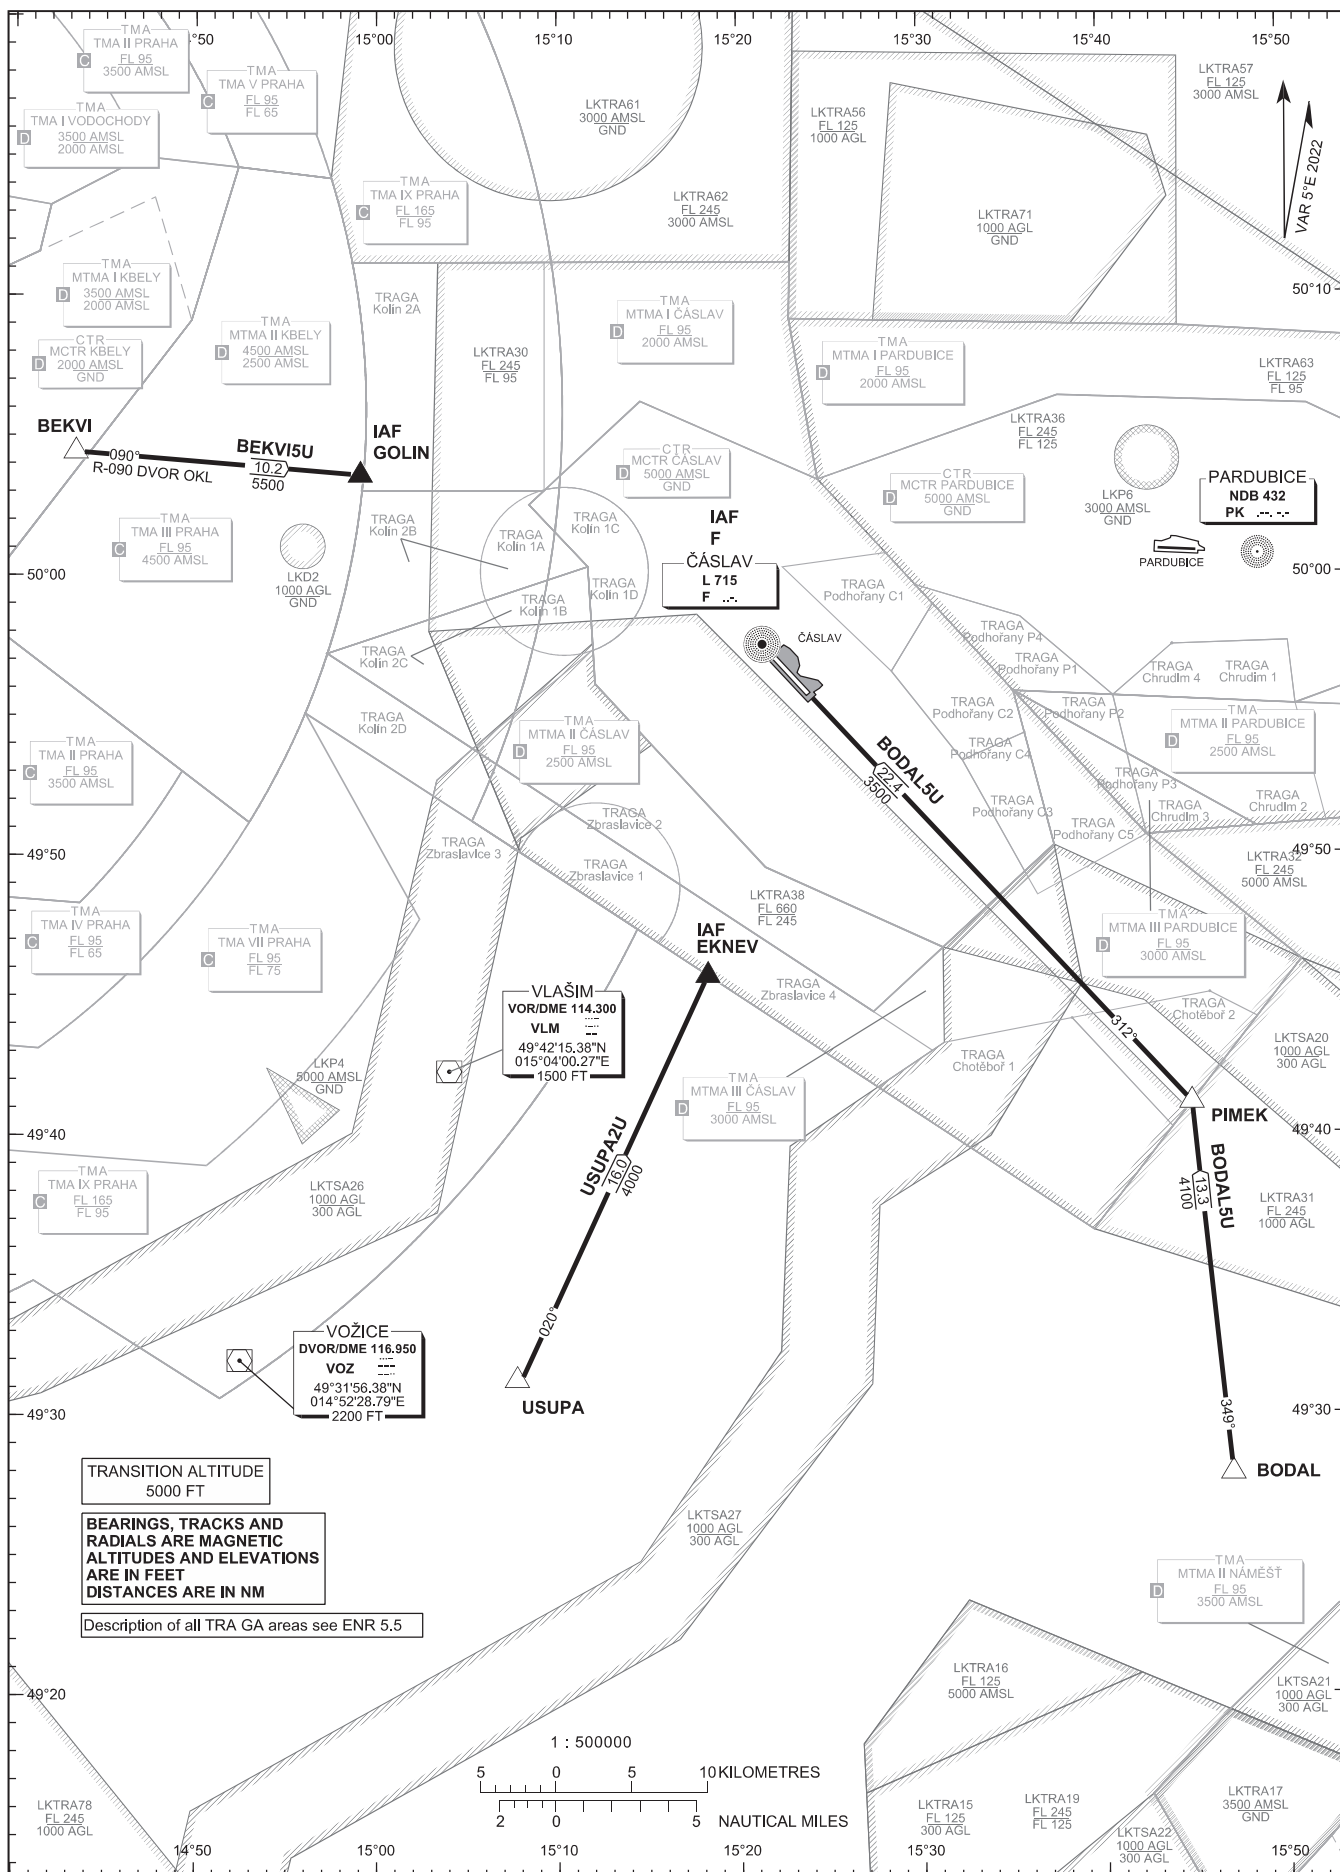 TMA
TMA II PRAHA
C
FL 95
3500 AMSL
50
15°00
15°10
15°20
15°30
15°40
15°50
TMA
TMA V PRAHA
C
FL 95
FL 65
TMA
TMA I VODOCHODY
D
3500 AMSL
2000 AMSL
LKTRA61
3000 AMSL
GND
LKTRA56
FL 125
1000 AGL
LKTRA57
FL 125
3000 AMSL
VAR 5°E 2022
TMA
TMA IX PRAHA
C
FL 165
FL 95
LKTRA62
FL 245
3000 AMSL
LKTRA71
1000 AGL
GND
TMA
MTMA I KBELY
D
3500 AMSL
2000 AMSL
50°10
TRAGA
Kolín 2A
TMA
MTMA I ČÁSLAV
D
FL 95
2000 AMSL
CTR
MCTR KBELY
D
2000 AMSL
GND
TMA
MTMA II KBELY
D
4500 AMSL
2500 AMSL
LKTRA30
FL 245
FL 95
TMA
MTMA I PARDUBICE
D
FL 95
2000 AMSL
LKTRA63
FL 125
FL 95
LKTRA36
FL 245
FL 125
BEKVI
090°
R-090 DVOR OKL
BEKVI5U
10.2
5500
IAF
GOLIN
CTR
MCTR ČÁSLAV
D
5000 AMSL
GND
CTR
MCTR PARDUBICE
D
5000 AMSL
GND
LKP6
3000 AMSL
GND
PARDUBICE
NDB 432
PK .--. -.-
PARDUBICE
TMA
TMA III PRAHA
C
FL 95
4500 AMSL
TRAGA
Kolín 2B
TRAGA
Kolín 1A
TRAGA
Kolín 1C
IAF
F
ČÁSLAV
L 715
F ..-.
50°00
50°00
LKD2
1000 AGL
GND
TRAGA
Kolín 1B
TRAGA
Kolín 1D
TRAGA
Podhořany C1
TRAGA
Podhořany P4
TRAGA
Kolín 2C
ČÁSLAV
TRAGA
Podhořany P1
TRAGA
Chrudim 4
TRAGA
Chrudim 1
TRAGA
Kolín 2D
TRAGA
Podhořany C2
TRAGA
Podhořany P2
TMA
MTMA II PARDUBICE
D
FL 95
2500 AMSL
TMA
TMA II PRAHA
C
FL 95
3500 AMSL
TMA
MTMA II ČÁSLAV
D
FL 95
2500 AMSL
BODAL5U
22.4
3500
TRAGA
Podhořany C4
TRAGA
Podhořany P3
TRAGA
Chrudim 2
TRAGA
Zbraslavice 2
TRAGA
Podhořany C3
TRAGA
Chrudim 3
TRAGA
Podhořany C5
49°50
TRAGA
Zbraslavice 3
TRAGA
Zbraslavice 1
49°50
LKTRA32
FL 245
5000 AMSL
LKTRA38
FL 660
FL 245
TMA
TMA IV PRAHA
C
FL 95
FL 65
TMA
TMA VII PRAHA
C
FL 95
FL 75
IAF
EKNEV
TMA
MTMA III PARDUBICE
D
FL 95
3000 AMSL
VLAŠIM
VOR/DME 114.300
VLM
49°42'15.38"N
015°04'00.27"E
1500 FT
TRAGA
Zbraslavice 4
TRAGA
Chotěboř 2
312°
LKTSA20
1000 AGL
300 AGL
LKP4
5000 AMSL
GND
TRAGA
Chotěboř 1
TMA
MTMA III ČÁSLAV
D
FL 95
3000 AMSL
PIMEK
49°40
49°40
TMA
TMA IX PRAHA
C
FL 165
FL 95
LKTSA26
1000 AGL
300 AGL
USUPA2U
16.0
4000
BODAL5U
13.3
4100
LKTRA31
FL 245
1000 AGL
020°
VOŽICE
DVOR/DME 116.950
VOZ
49°31'56.38"N
014°52'28.79"E
2200 FT
USUPA
49°30
49°30
349°
BODAL
TRANSITION ALTITUDE
5000 FT
BEARINGS, TRACKS AND
RADIALS ARE MAGNETIC
ALTITUDES AND ELEVATIONS
ARE IN FEET
DISTANCES ARE IN NM
LKTSA27
1000 AGL
300 AGL
Description of all TRA GA areas see ENR 5.5
TMA
MTMA II NÁMĚŠŤ
D
FL 95
3500 AMSL
49°20
LKTRA16
FL 125
5000 AMSL
LKTSA21
1000 AGL
300 AGL
1 : 500000
5 0 5 10 KILOMETRES
2 0 5 NAUTICAL MILES
LKTRA78
FL 245
1000 AGL
LKTRA15
FL 125
300 AGL
LKTRA19
FL 245
FL 125
LKTRA17
3500 AMSL
GND
LKTSA22
1000 AGL
300 AGL
14°50
15°00
15°10
15°20
15°30
15°50